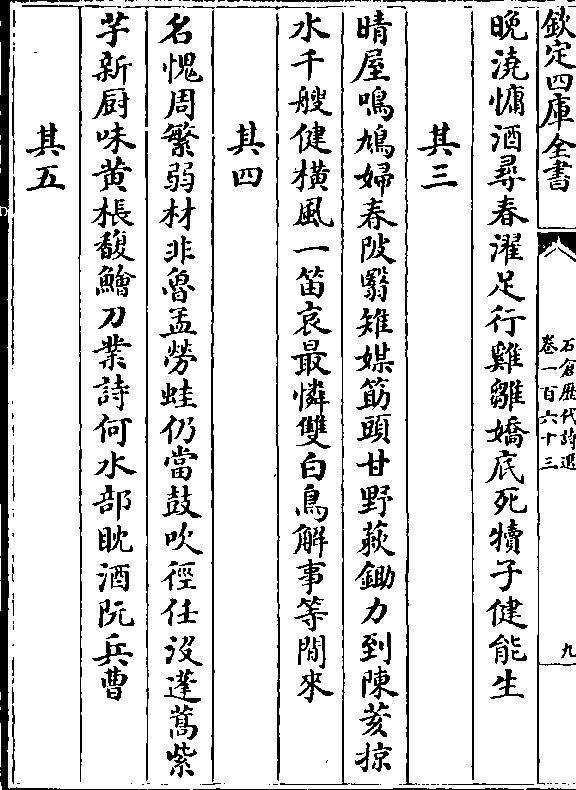 欽定四庫全書
石倉歷代詩選
卷一百六十三
九
晚澆慵酒尋春濯足行雞雛嬌底死犢子健能生
其三
晴屋鳴鳩婦春陂翳雉媒筯頭甘野蔌鋤力到陳荄掠
水千艘健橫風一笛哀最憐雙白鳥解事等閒來
其四
名愧周繁弱材非魯孟勞蛙仍當鼓吹徑任沒蓬蒿紫
芋新厨味黄棖馥鱠刀業詩何水部眈酒阮兵曹
其五